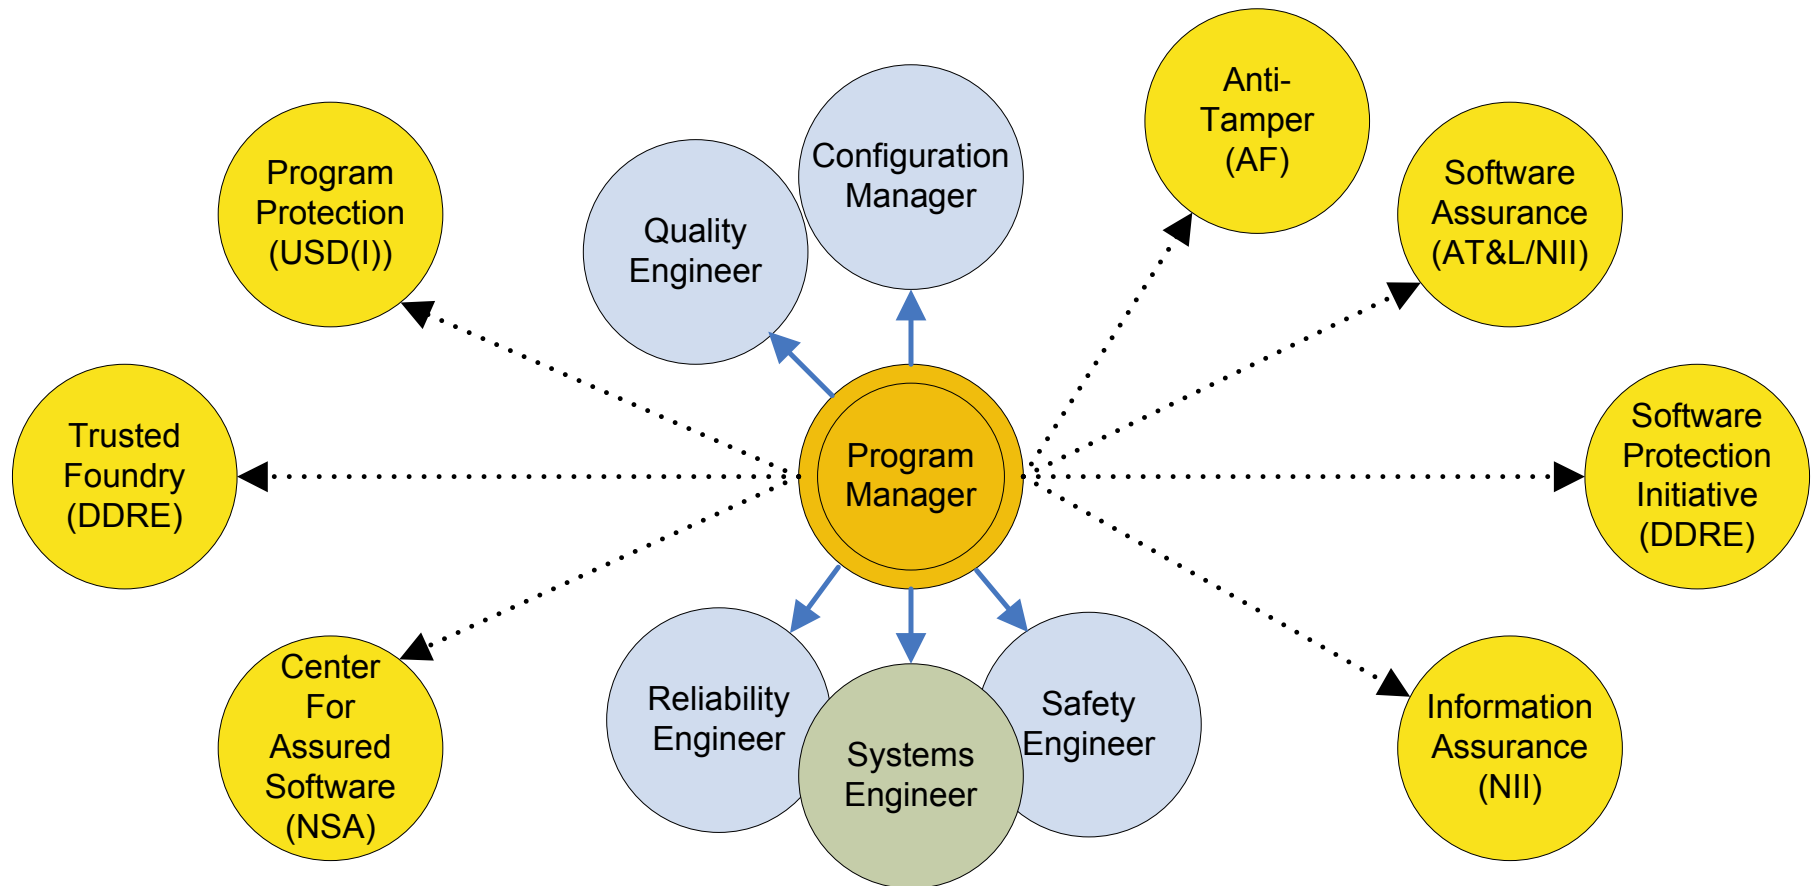 Program
Protection
(USD(I))
Quality
Engineer
Configuration
Manager
Anti-
Tamper
(AF)
Software
Assurance
(AT&L/NII)
Trusted
Foundry
(DDRE)
Program
Manager
Software
Protection
Initiative
(DDRE)
Center
For
Assured
Software
(NSA)
Reliability
Engineer
Systems
Engineer
Safety
Engineer
Information
Assurance
(NII)